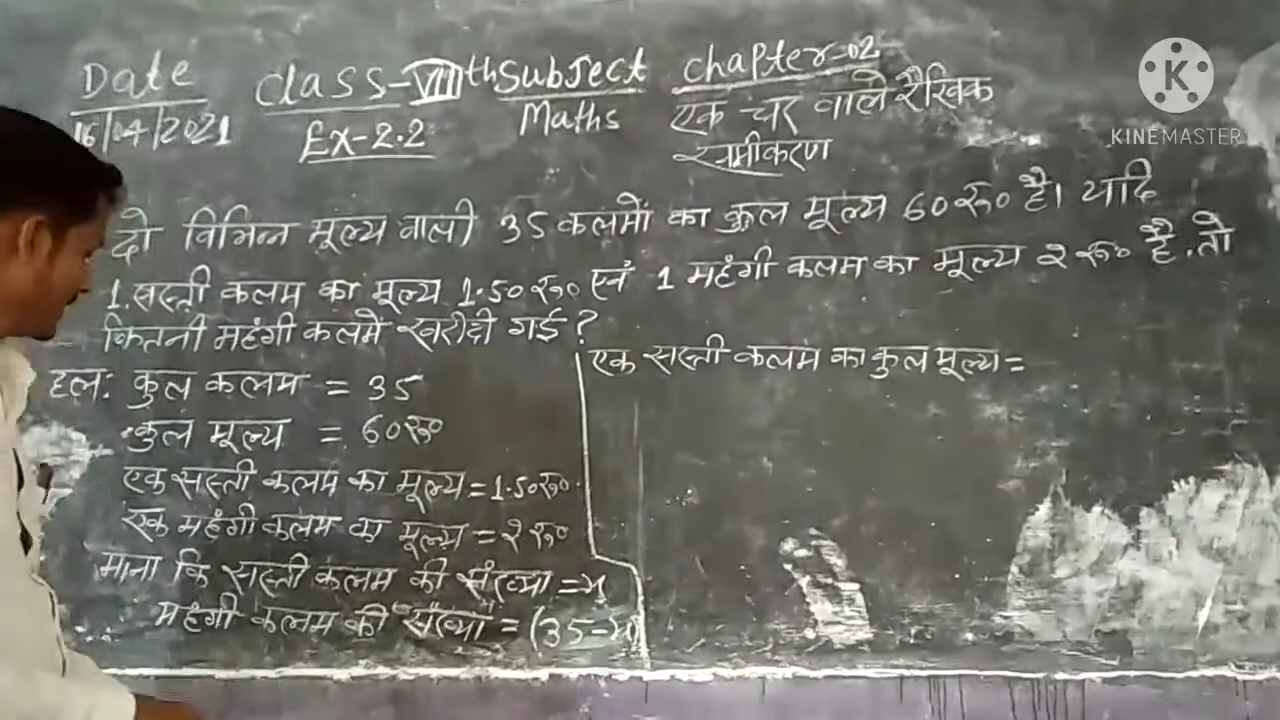 Date
16/04/2021
Class-VIIIth
Ex-2.2
Subject
Maths
Chapter-02
एक चर वाले रैखिक
समीकरण
K
KINEMASTER
दो विभिन्न मूल्य वाली 35 कलमों का कुल मूल्य 60रू० है। यदि
1.सस्ती कलम का मूल्य 1.50रू० एवं 1 महंगी कलम का मूल्य 2 रू० है. तो
कितनी महंगी कलमें खरीदी गई?
हल: कुल कलम = 35
कुल मूल्य = 60रू०
एक सस्ती कलम का मूल्य = 1.50रू०
एक महंगी कलम का मूल्य = २ रू०
माना कि सस्ती कलम की संख्या = x
महंगी कलम की संख्या = (35-x)
एक सस्ती कलम का कुल मूल्य =